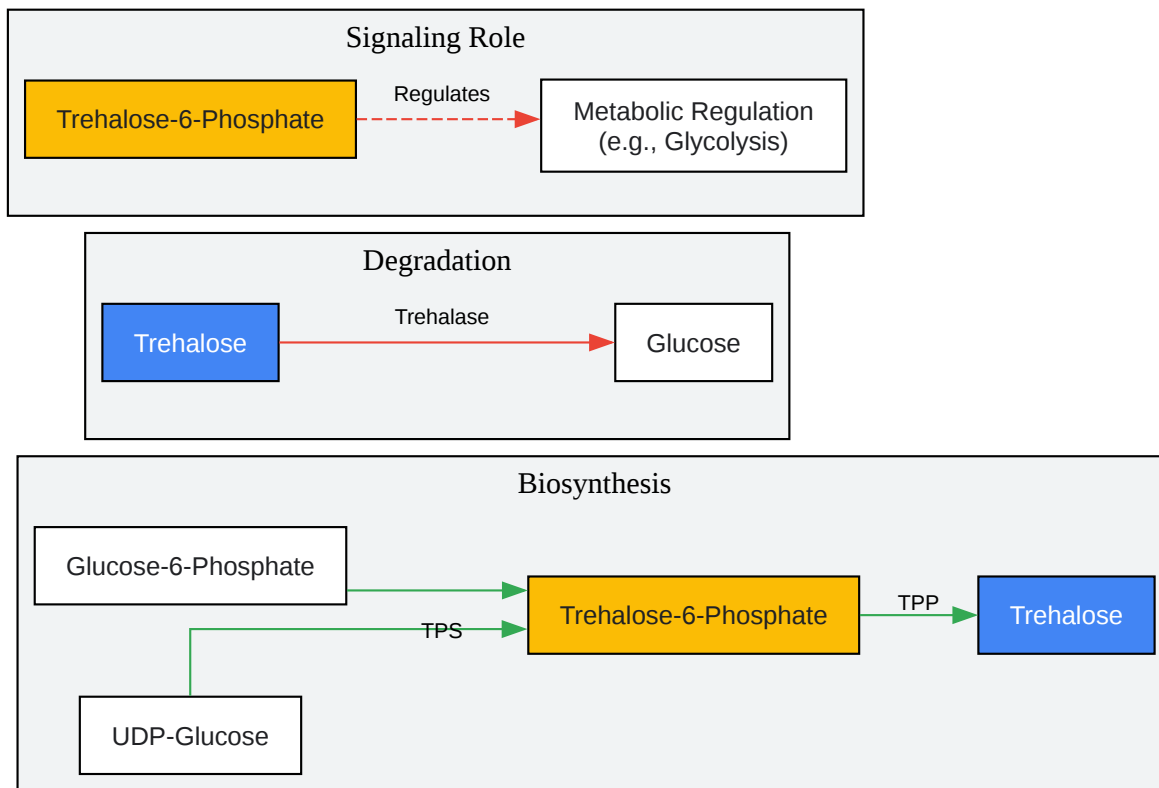 Signaling Role
Trehalose-6-Phosphate
Regulates
Metabolic Regulation
(e.g., Glycolysis)
Degradation
Trehalose
Trehalase
Glucose
Biosynthesis
Glucose-6-Phosphate
TPS
Trehalose-6-Phosphate
TPP
Trehalose
UDP-Glucose